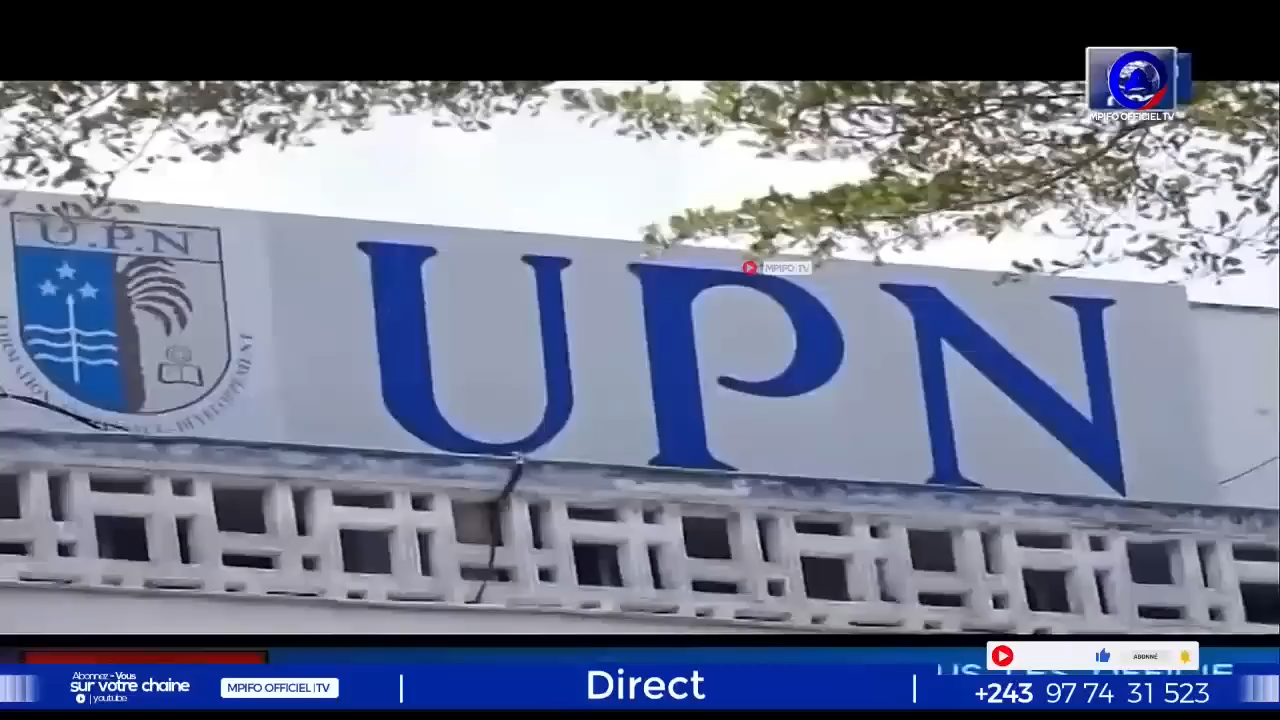 MPIFO OFFICIEL TV
U.P.N
UPN
MPIFO TV
Abonnez -Vous
sur votre chaine
youtube
MPIFO OFFICIEL TV
Direct
ABONNÉ
+243 97 74 31 523